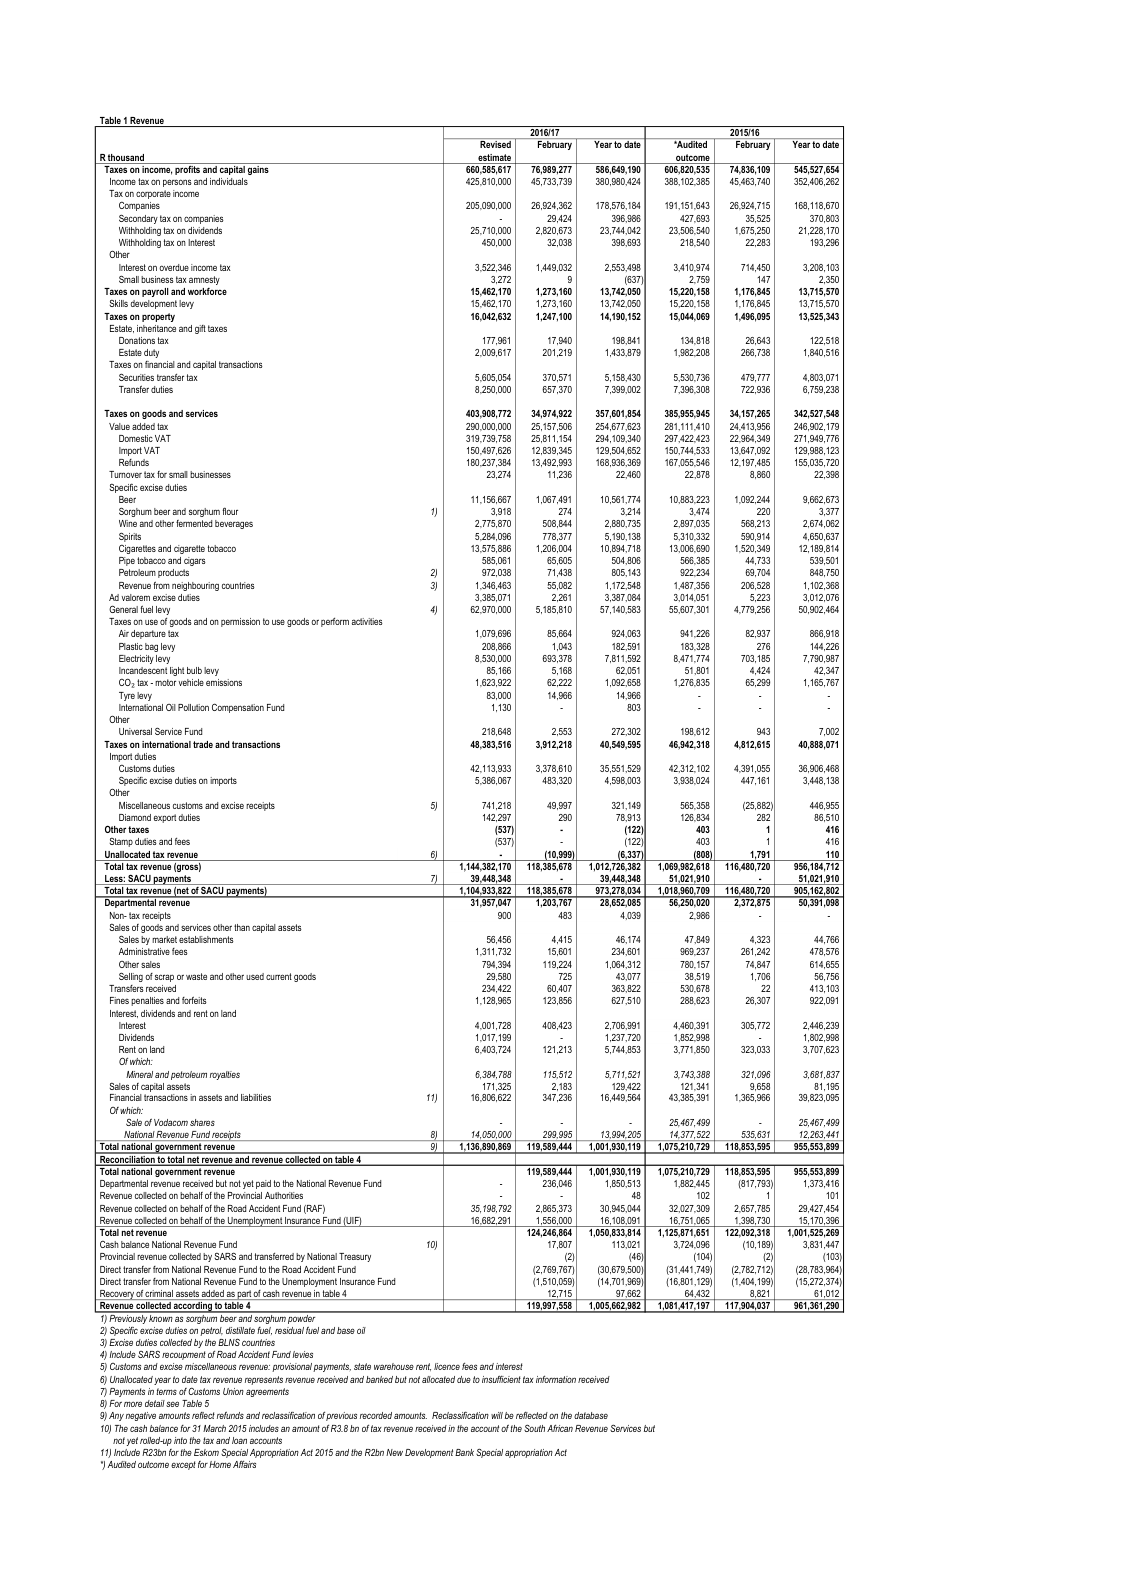 Table 1 Revenue
2016/17 2015/16
Revised February Year to date *Audited February Year to date
R thousand estimate outcome
Taxes on income, profits and capital gains 660,585,617 76,989,277 586,649,190 606,820,535 74,836,109 545,527,654
Income tax on persons and individuals 425,810,000 45,733,739 380,980,424 388,102,385 45,463,740 352,406,262
Tax on corporate income
Companies 205,090,000 26,924,362 178,576,184 191,151,643 26,924,715 168,118,670
Secondary tax on companies - 29,424 396,986 427,693 35,525 370,803
Withholding tax on dividends 25,710,000 2,820,673 23,744,042 23,506,540 1,675,250 21,228,170
Withholding tax on Interest 450,000 32,038 398,693 218,540 22,283 193,296
Other
Interest on overdue income tax 3,522,346 1,449,032 2,553,498 3,410,974 714,450 3,208,103
Small business tax amnesty 3,272 9 (637) 2,759 147 2,350
Taxes on payroll and workforce 15,462,170 1,273,160 13,742,050 15,220,158 1,176,845 13,715,570
Skills development levy 15,462,170 1,273,160 13,742,050 15,220,158 1,176,845 13,715,570
Taxes on property 16,042,632 1,247,100 14,190,152 15,044,069 1,496,095 13,525,343
Estate, inheritance and gift taxes
Donations tax 177,961 17,940 198,841 134,818 26,643 122,518
Estate duty 2,009,617 201,219 1,433,879 1,982,208 266,738 1,840,516
Taxes on financial and capital transactions
Securities transfer tax 5,605,054 370,571 5,158,430 5,530,736 479,777 4,803,071
Transfer duties 8,250,000 657,370 7,399,002 7,396,308 722,936 6,759,238
Taxes on goods and services 403,908,772 34,974,922 357,601,854 385,955,945 34,157,265 342,527,548
Value added tax 290,000,000 25,157,506 254,677,623 281,111,410 24,413,956 246,902,179
Domestic VAT 319,739,758 25,811,154 294,109,340 297,422,423 22,964,349 271,949,776
Import VAT 150,497,626 12,839,345 129,504,652 150,744,533 13,647,092 129,988,123
Refunds 180,237,384 13,492,993 168,936,369 167,055,546 12,197,485 155,035,720
Turnover tax for small businesses 23,274 11,236 22,460 22,878 8,860 22,398
Specific excise duties
Beer 11,156,667 1,067,491 10,561,774 10,883,223 1,092,244 9,662,673
Sorghum beer and sorghum flour 1) 3,918 274 3,214 3,474 220 3,377
Wine and other fermented beverages 2,775,870 508,844 2,880,735 2,897,035 568,213 2,674,062
Spirits 5,284,096 778,377 5,190,138 5,310,332 590,914 4,650,637
Cigarettes and cigarette tobacco 13,575,886 1,206,004 10,894,718 13,006,690 1,520,349 12,189,814
Pipe tobacco and cigars 585,061 65,605 504,806 566,385 44,733 539,501
Petroleum products 2) 972,038 71,438 805,143 922,234 69,704 848,750
Revenue from neighbouring countries 3) 1,346,463 55,082 1,172,548 1,487,356 206,528 1,102,368
Ad valorem excise duties 3,385,071 2,261 3,387,084 3,014,051 5,223 3,012,076
General fuel levy 4) 62,970,000 5,185,810 57,140,583 55,607,301 4,779,256 50,902,464
Taxes on use of goods and on permission to use goods or perform activities
Air departure tax 1,079,696 85,664 924,063 941,226 82,937 866,918
Plastic bag levy 208,866 1,043 182,591 183,328 276 144,226
Electricity levy 8,530,000 693,378 7,811,592 8,471,774 703,185 7,790,987
Incandescent light bulb levy 85,166 5,168 62,051 51,801 4,424 42,347
CO2 tax - motor vehicle emissions 1,623,922 62,222 1,092,658 1,276,835 65,299 1,165,767
Tyre levy 83,000 14,966 14,966 - - -
International Oil Pollution Compensation Fund 1,130 - 803 - - -
Other
Universal Service Fund 218,648 2,553 272,302 198,612 943 7,002
Taxes on international trade and transactions 48,383,516 3,912,218 40,549,595 46,942,318 4,812,615 40,888,071
Import duties
Customs duties 42,113,933 3,378,610 35,551,529 42,312,102 4,391,055 36,906,468
Specific excise duties on imports 5,386,067 483,320 4,598,003 3,938,024 447,161 3,448,138
Other
Miscellaneous customs and excise receipts 5) 741,218 49,997 321,149 565,358 (25,882) 446,955
Diamond export duties 142,297 290 78,913 126,834 282 86,510
Other taxes (537) - (122) 403 1 416
Stamp duties and fees (537) - (122) 403 1 416
Unallocated tax revenue 6) - (10,999) (6,337) (808) 1,791 110
Total tax revenue (gross) 1,144,382,170 118,385,678 1,012,726,382 1,069,982,618 116,480,720 956,184,712
Less: SACU payments 7) 39,448,348 - 39,448,348 51,021,910 - 51,021,910
Total tax revenue (net of SACU payments) 1,104,933,822 118,385,678 973,278,034 1,018,960,709 116,480,720 905,162,802
Departmental revenue 31,957,047 1,203,767 28,652,085 56,250,020 2,372,875 50,391,098
Non- tax receipts 900 483 4,039 2,986 - -
Sales of goods and services other than capital assets
Sales by market establishments 56,456 4,415 46,174 47,849 4,323 44,766
Administrative fees 1,311,732 15,601 234,601 969,237 261,242 478,576
Other sales 794,394 119,224 1,064,312 780,157 74,847 614,655
Selling of scrap or waste and other used current goods 29,580 725 43,077 38,519 1,706 56,756
Transfers received 234,422 60,407 363,822 530,678 22 413,103
Fines penalties and forfeits 1,128,965 123,856 627,510 288,623 26,307 922,091
Interest, dividends and rent on land
Interest 4,001,728 408,423 2,706,991 4,460,391 305,772 2,446,239
Dividends 1,017,199 - 1,237,720 1,852,998 - 1,802,998
Rent on land 6,403,724 121,213 5,744,853 3,771,850 323,033 3,707,623
Of which:
Mineral and petroleum royalties 6,384,788 115,512 5,711,521 3,743,388 321,096 3,681,837
Sales of capital assets 171,325 2,183 129,422 121,341 9,658 81,195
Financial transactions in assets and liabilities 11) 16,806,622 347,236 16,449,564 43,385,391 1,365,966 39,823,095
Of which:
Sale of Vodacom shares - - - 25,467,499 - 25,467,499
National Revenue Fund receipts 8) 14,050,000 299,995 13,994,205 14,377,522 535,631 12,263,441
Total national government revenue 9) 1,136,890,869 119,589,444 1,001,930,119 1,075,210,729 118,853,595 955,553,899
Reconciliation to total net revenue and revenue collected on table 4
Total national government revenue 119,589,444 1,001,930,119 1,075,210,729 118,853,595 955,553,899
Departmental revenue received but not yet paid to the National Revenue Fund - 236,046 1,850,513 1,882,445 (817,793) 1,373,416
Revenue collected on behalf of the Provincial Authorities - - 48 102 1 101
Revenue collected on behalf of the Road Accident Fund (RAF) 35,198,792 2,865,373 30,945,044 32,027,309 2,657,785 29,427,454
Revenue collected on behalf of the Unemployment Insurance Fund (UIF) 16,682,291 1,556,000 16,108,091 16,751,065 1,398,730 15,170,396
Total net revenue 124,246,864 1,050,833,814 1,125,871,651 122,092,318 1,001,525,269
Cash balance National Revenue Fund 10) 17,807 113,021 3,724,096 (10,189) 3,831,447
Provincial revenue collected by SARS and transferred by National Treasury (2) (46) (104) (2) (103)
Direct transfer from National Revenue Fund to the Road Accident Fund (2,769,767) (30,679,500) (31,441,749) (2,782,712) (28,783,964)
Direct transfer from National Revenue Fund to the Unemployment Insurance Fund (1,510,059) (14,701,969) (16,801,129) (1,404,199) (15,272,374)
Recovery of criminal assets added as part of cash revenue in table 4 12,715 97,662 64,432 8,821 61,012
Revenue collected according to table 4 119,997,558 1,005,662,982 1,081,417,197 117,904,037 961,361,290
1) Previously known as sorghum beer and sorghum powder
2) Specific excise duties on petrol, distillate fuel, residual fuel and base oil
3) Excise duties collected by the BLNS countries
4) Include SARS recoupment of Road Accident Fund levies
5) Customs and excise miscellaneous revenue: provisional payments, state warehouse rent, licence fees and interest
6) Unallocated year to date tax revenue represents revenue received and banked but not allocated due to insufficient tax information received
7) Payments in terms of Customs Union agreements
8) For more detail see Table 5
9) Any negative amounts reflect refunds and reclassification of previous recorded amounts. Reclassification will be reflected on the database
10) The cash balance for 31 March 2015 includes an amount of R3.8 bn of tax revenue received in the account of the South African Revenue Services but
not yet rolled-up into the tax and loan accounts
11) Include R23bn for the Eskom Special Appropriation Act 2015 and the R2bn New Development Bank Special appropriation Act
*) Audited outcome except for Home Affairs